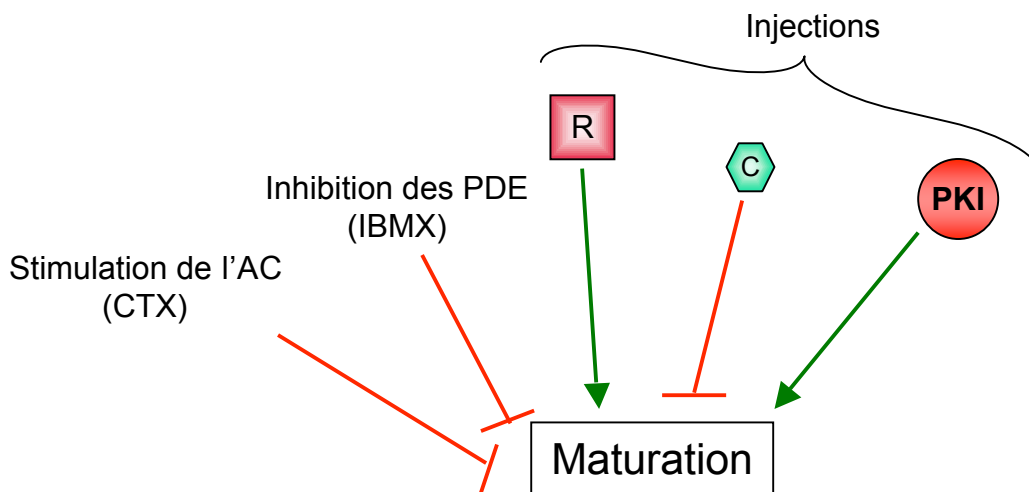 Injections
R
C
PKI
Inhibition des PDE
(IBMX)
Stimulation de l'AC
(CTX)
Maturation